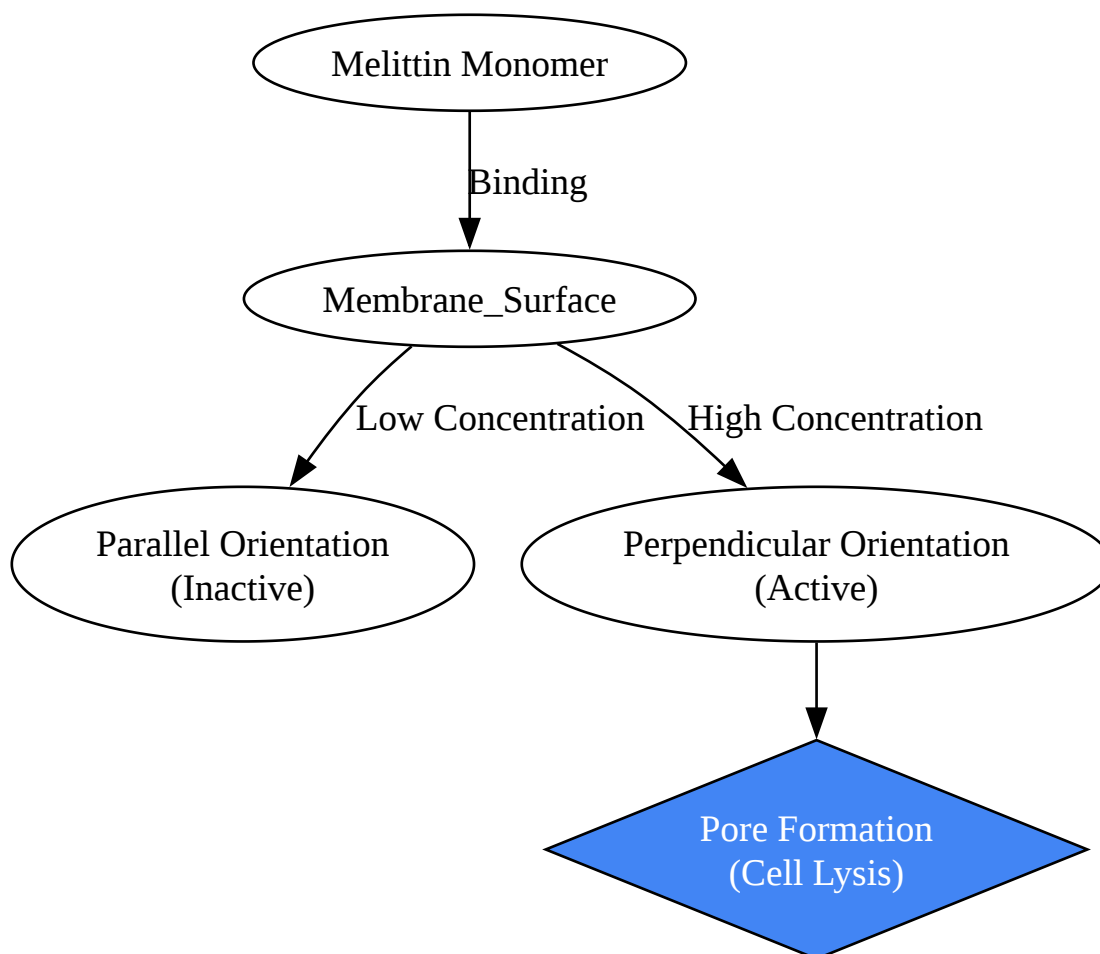 Melittin Monomer
Binding
Membrane_Surface
Low Concentration
High Concentration
Parallel Orientation
(Inactive)
Perpendicular Orientation
(Active)
Pore Formation
(Cell Lysis)